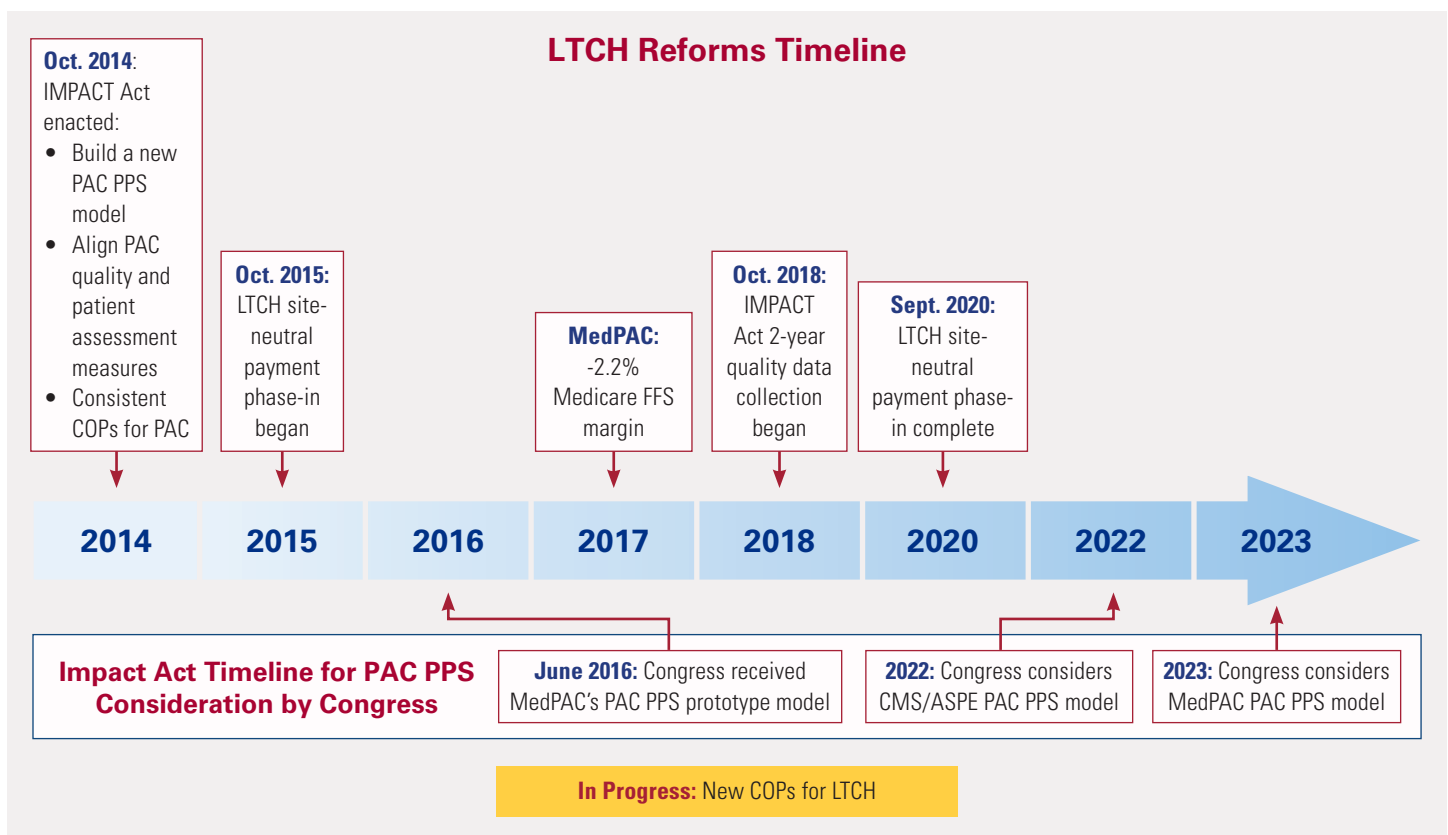 LTCH Reforms Timeline
Oct. 2014:
IMPACT Act
enacted:
• Build a new
PAC PPS
model
• Align PAC
quality and
patient
assessment
measures
• Consistent
COPs for PAC
Oct. 2015:
LTCH site-
neutral
payment
phase-in
began
MedPAC:
-2.2%
Medicare FFS
margin
Oct. 2018:
IMPACT
Act 2-year
quality data
collection
began
Sept. 2020:
LTCH site-
neutral
payment phase-
in complete
2014
2015
2016
2017
2018
2020
2022
2023
Impact Act Timeline for PAC PPS
Consideration by Congress
June 2016: Congress received
MedPAC's PAC PPS prototype model
2022: Congress considers
CMS/ASPE PAC PPS model
2023: Congress considers
MedPAC PAC PPS model
In Progress: New COPs for LTCH